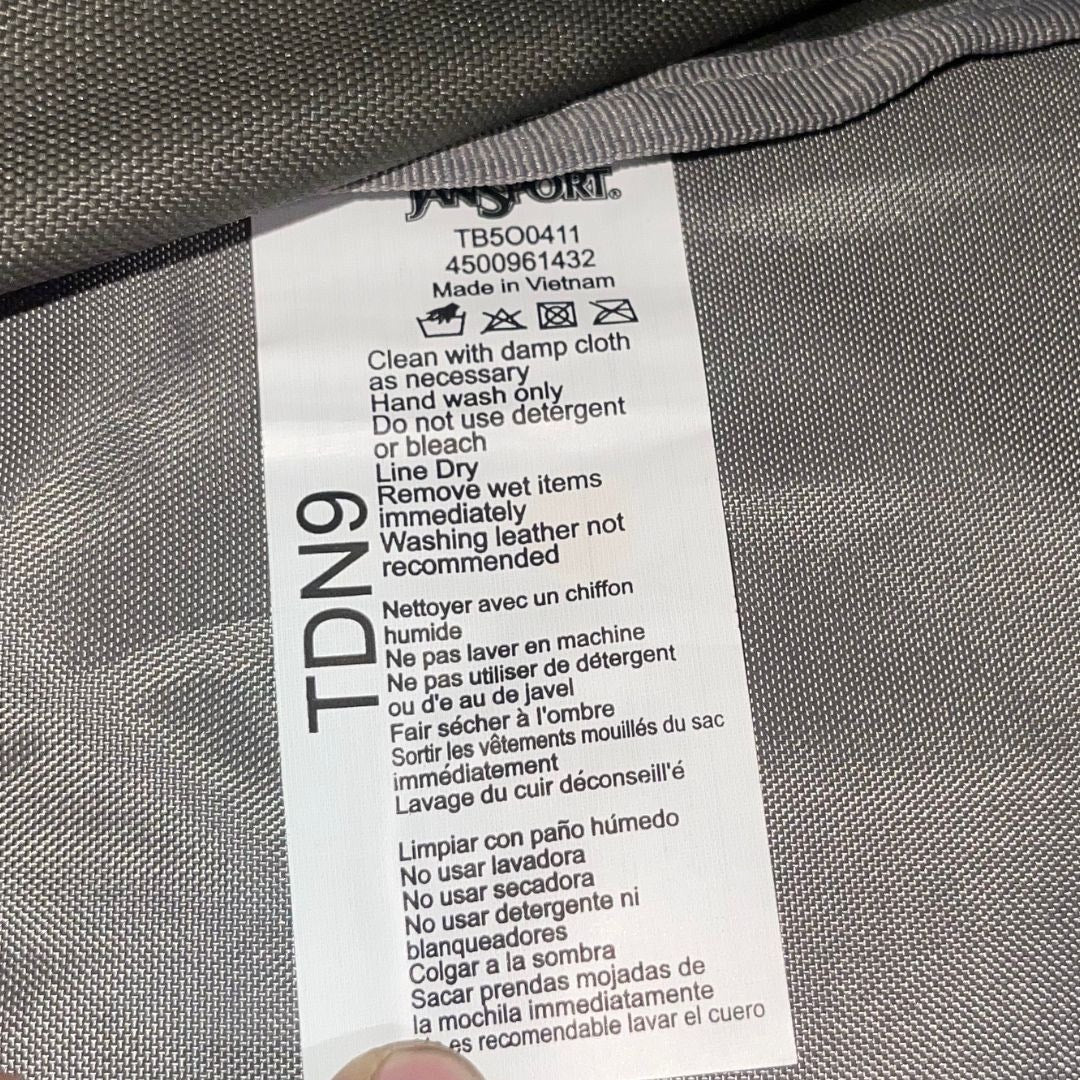 JANSPORT®
TB5O0411
4500961432
Made in Vietnam
Clean with damp cloth
as necessary
Hand wash only
Do not use detergent
or bleach
Line Dry
Remove wet items
immediately
Washing leather not
recommended
TDN9
Nettoyer avec un chiffon
humide
Ne pas laver en machine
Ne pas utiliser de détergent
ou d'e au de javel
Fair sécher à l'ombre
Sortir les vêtements mouillés du sac
immédiatement
Lavage du cuir déconseill'é
Limpiar con paño húmedo
No usar lavadora
No usar secadora
No usar detergente ni
blanqueadores
Colgar a la sombra
Sacar prendas mojadas de
la mochila immediatamente
es recomendable lavar el cuero